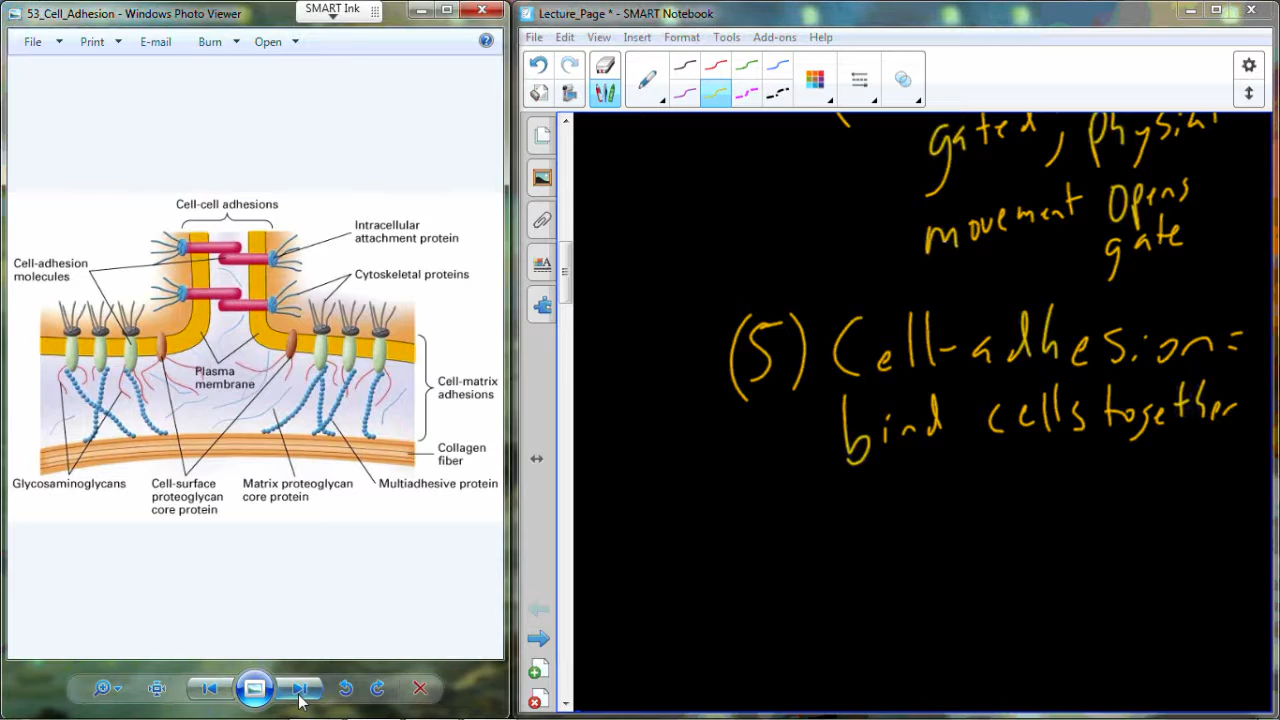 53_Cell_Adhesion - Windows Photo Viewer
SMART Ink
File Print E-mail Burn Open
Cell-cell adhesions
Intracellular
attachment protein
Cell-adhesion
molecules
Cytoskeletal proteins
Plasma
membrane
Cell-matrix
adhesions
Collagen
fiber
Glycosaminoglycans
Cell-surface
proteoglycan
core protein
Matrix proteoglycan
core protein
Multiadhesive protein
Lecture_Page * - SMART Notebook
File Edit View Insert Format Tools Add-ons Help
gated, physical
movement opens
gate
(5) Cell-adhesion=
bind cells together